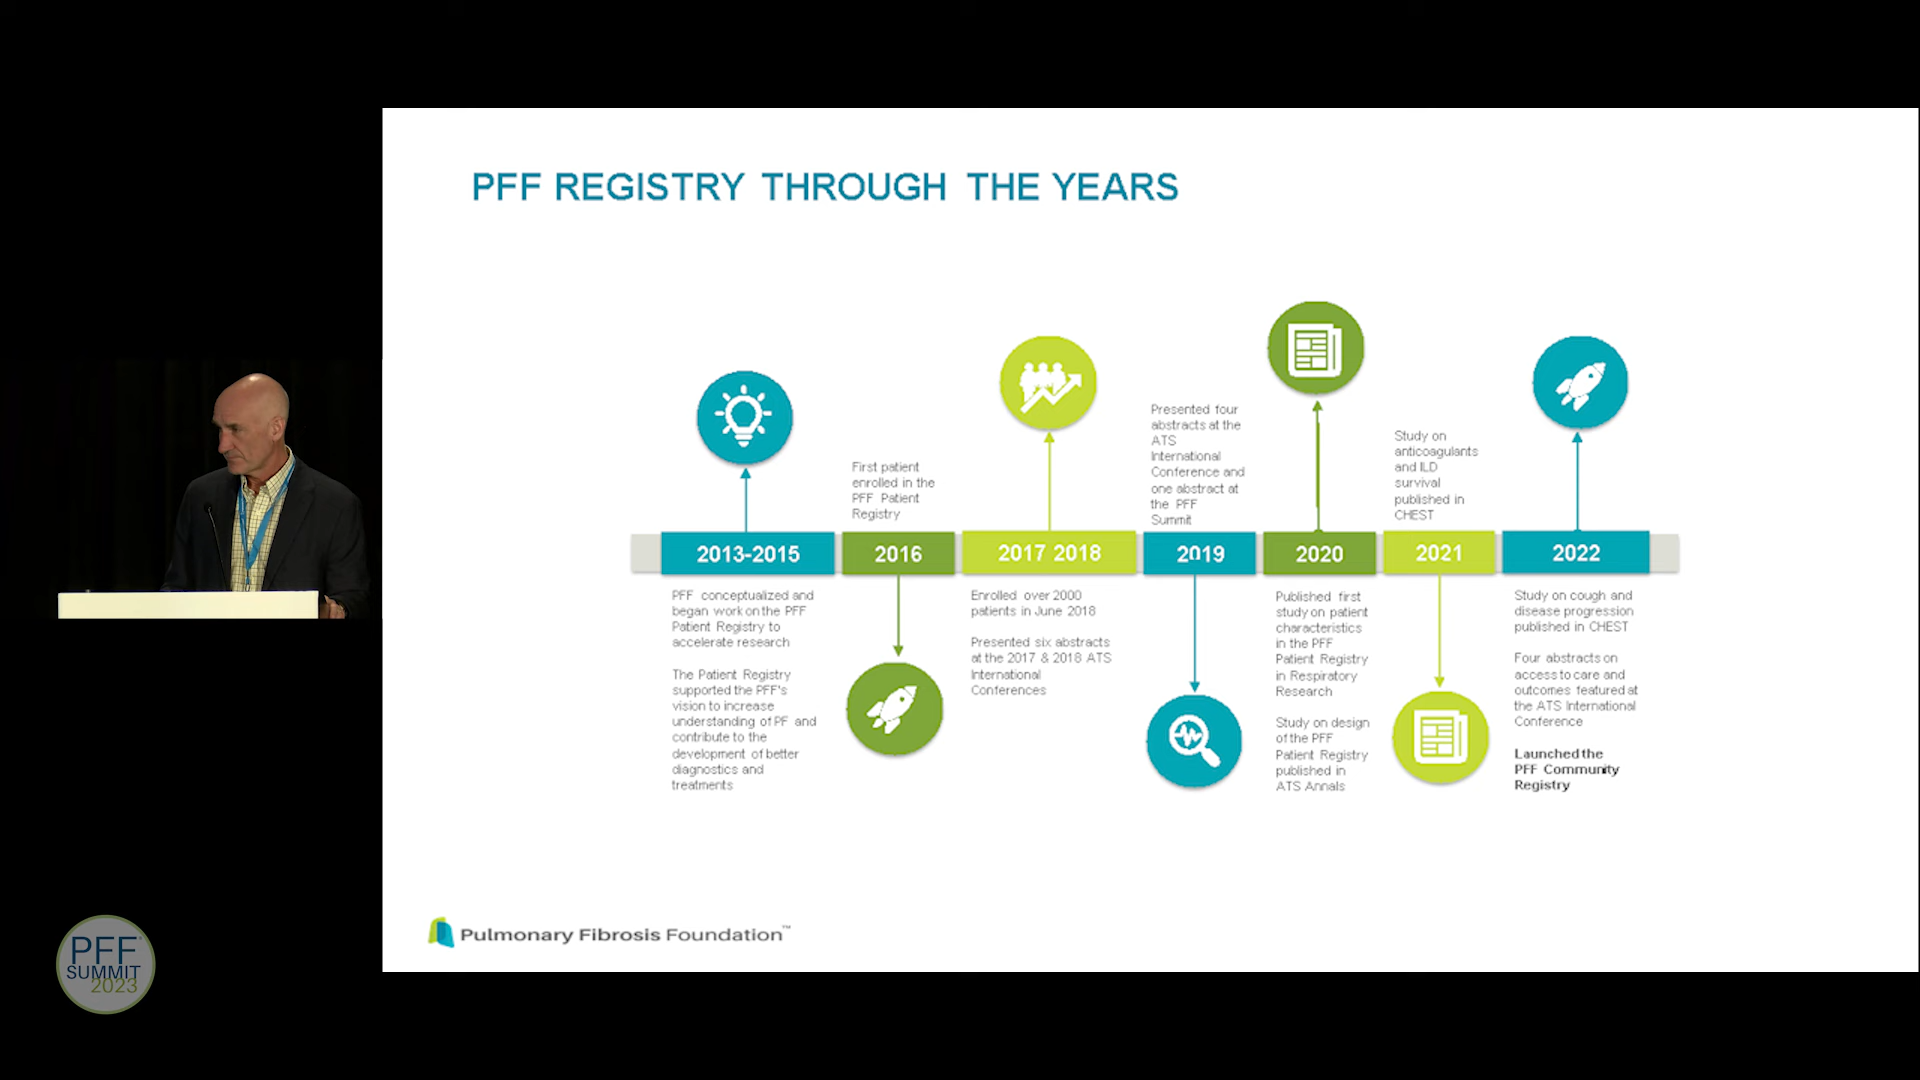 PFF REGISTRY THROUGH THE YEARS
First patient
enrolled in the
PFF Patient
Registry
Presented four
abstracts at the
ATS
International
Conference and
one abstract at
the PFF
Summit
Study on
anticoagulants
and ILD
survival
published in
CHEST
2013-2015
2016
2017 2018
2019
2020
2021
2022
PFF conceptualized and
began work on the PFF
Patient Registry to
accelerate research
The Patient Registry
supported the PFF's
vision to increase
understanding of PF and
contribute to the
development of better
diagnostics and
treatments
Enrolled over 2000
patients in June 2018
Presented six abstracts
at the 2017 & 2018 ATS
International
Conferences
Published first
study on patient
characteristics
in the PFF
Patient Registry
in Respiratory
Research
Study on design
of the PFF
Patient Registry
published in
ATS Annals
Study on cough and
disease progression
published in CHEST
Four abstracts on
access to care and
outcomes featured at
the ATS International
Conference
Launched the
PFF Community
Registry
Pulmonary Fibrosis Foundation™
PFF
SUMMIT
2023